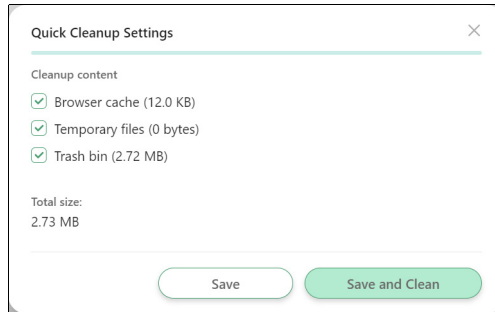 Quick Cleanup Settings
Cleanup content
Browser cache (12.0 KB)
Temporary files (0 bytes)
Trash bin (2.72 MB)
Total size:
2.73 MB
Save
Save and Clean